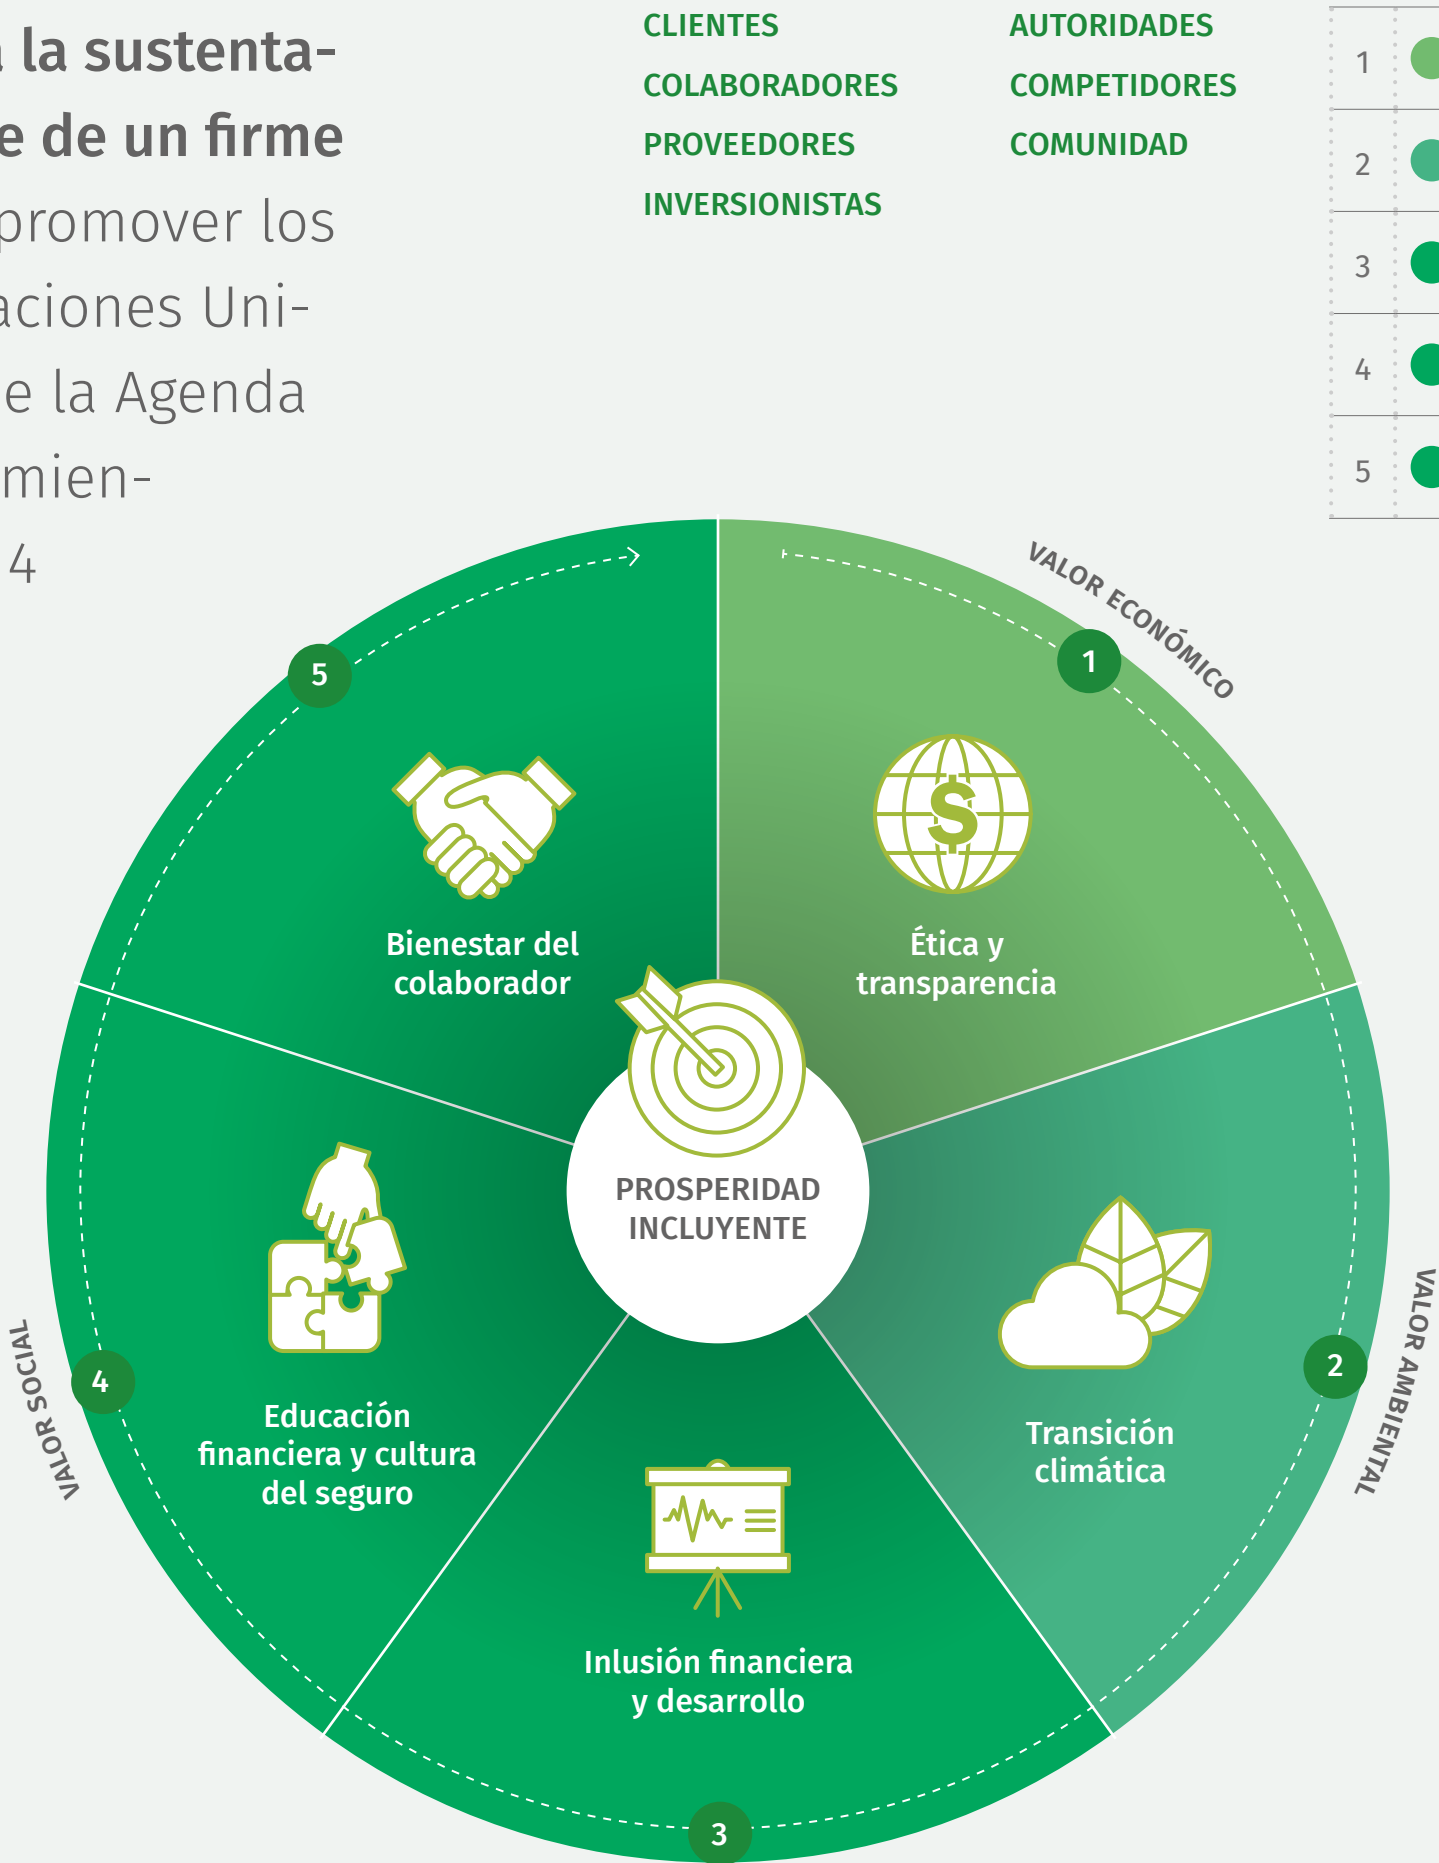 a la sustenta-
e de un firme
promover los
aciones Uni-
e la Agenda
mien-
4
CLIENTES
COLABORADORES
PROVEEDORES
INVERSIONISTAS
AUTORIDADES
COMPETIDORES
COMUNIDAD
1
2
3
4
5
VALOR ECONÓMICO
1
Ética y
transparencia
VALOR AMBIENTAL
2
Transición
climática
3
Inlusión financiera
y desarrollo
VALOR SOCIAL
4
Educación
financiera y cultura
del seguro
5
Bienestar del
colaborador
PROSPERIDAD
INCLUYENTE